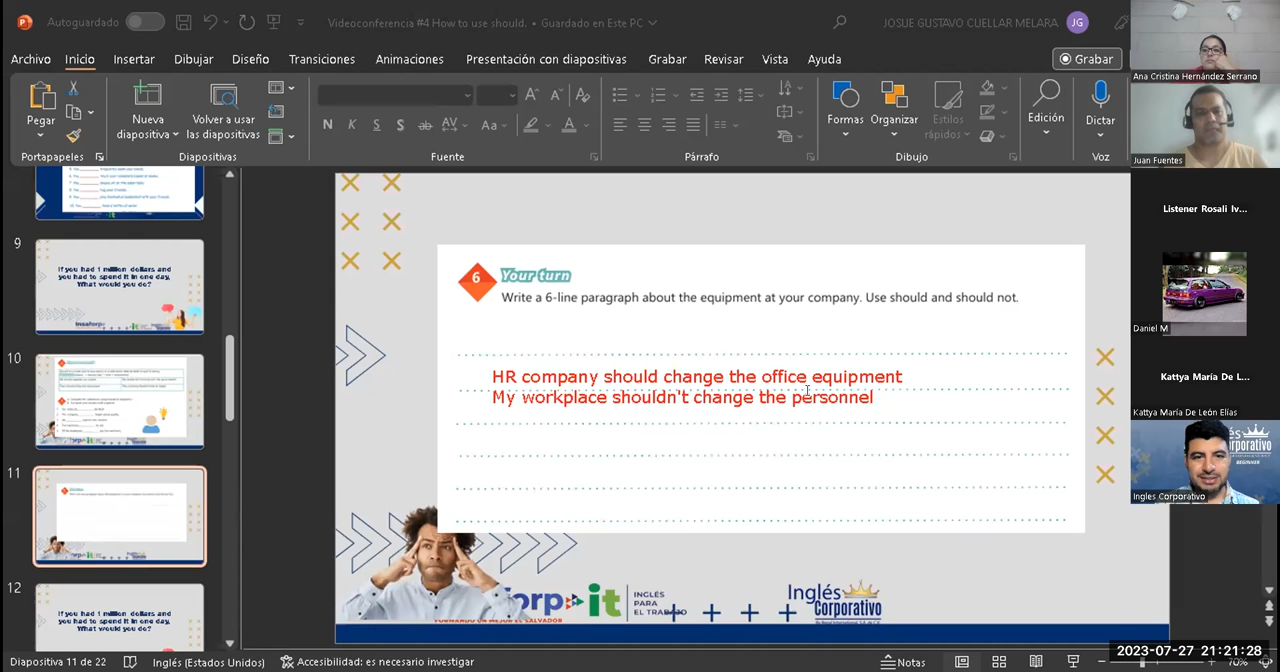 Autoguardado
Videoconferencia #4 How to use should. • Guardado en Este PC
JOSUE GUSTAVO CUELLAR MELARA
JG
Archivo Inicio Insertar Dibujar Diseño Transiciones Animaciones Presentación con diapositivas Grabar Revisar Vista Ayuda
Grabar
Pegar
Nueva diapositiva
Volver a usar las diapositivas
N K S S ab AV Aa A
Formas Organizar Estilos rápidos
Edición
Dictar
Portapapeles Diapositivas Fuente Párrafo Dibujo Voz
Ana Cristina Hernández Serrano
Juan Fuentes
Listener Rosali Iv...
Daniel M
Kattya María De L...
Kattya María De León Elías
Ingles Corporativo
9
If you had 1 million dollars and
you had to spend it in one day,
What would you do?
10
11
12
If you had 1 million dollars and
you had to spend it in one day,
What would you do?
6 Your turn
Write a 6-line paragraph about the equipment at your company. Use should and should not.
HR company should change the office equipment
My workplace shouldn't change the personnel
orp it
INGLÉS
PARA
EL TRABAJO
Inglés
Corporativo
Diapositiva 11 de 22
Inglés (Estados Unidos)
Accesibilidad: es necesario investigar
Notas
2023-07-27 21:21:28
70%